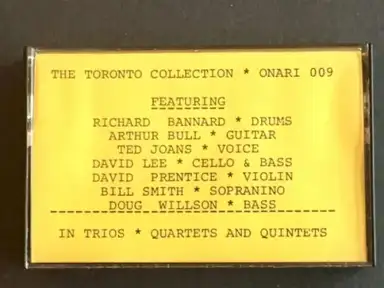 THE TORONTO COLLECTION * ONARI 009
FEATURING
RICHARD BANNARD * DRUMS
ARTHUR BULL * GUITAR
TED JOANS * VOICE
DAVID LEE * CELLO & BASS
DAVID PRENTICE * VIOLIN
BILL SMITH * SOPRANINO
DOUG WILLSON * BASS
IN TRIOS * QUARTETS AND QUINTETS